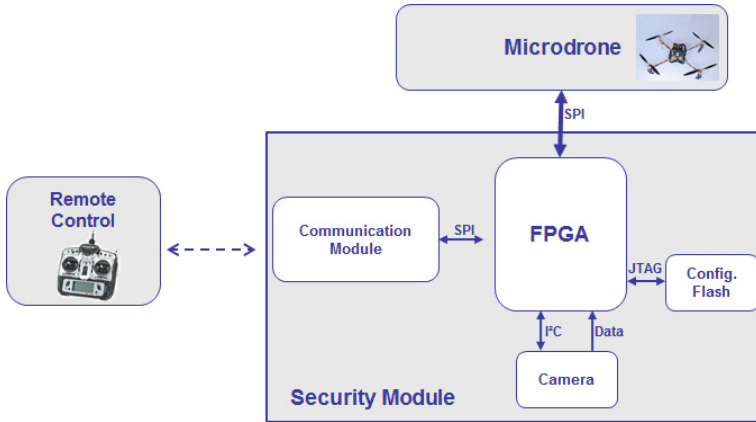 Microdrone
SPI
Remote
Control
Communication
Module
SPI
FPGA
JTAG
Config.
Flash
I²C
Data
Camera
Security Module